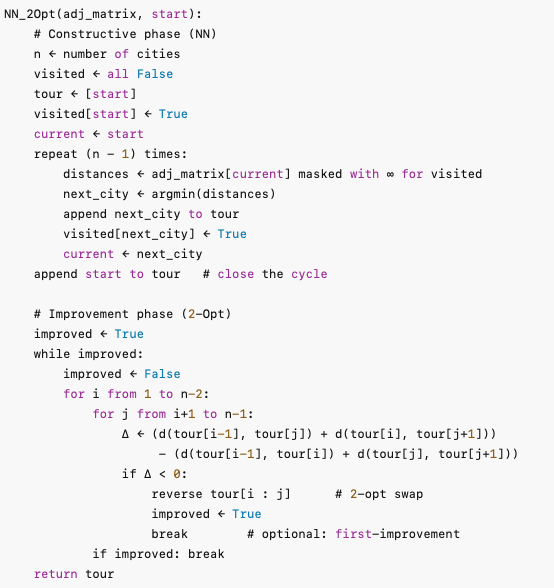 NN_2Opt(adj_matrix, start):
    # Constructive phase (NN)
    n ← number of cities
    visited ← all False
    tour ← [start]
    visited[start] ← True
    current ← start
    repeat (n − 1) times:
        distances ← adj_matrix[current] masked with ∞ for visited
        next_city ← argmin(distances)
        append next_city to tour
        visited[next_city] ← True
        current ← next_city
    append start to tour   # close the cycle

    # Improvement phase (2-Opt)
    improved ← True
    while improved:
        improved ← False
        for i from 1 to n-2:
            for j from i+1 to n-1:
                Δ ← (d(tour[i-1], tour[j]) + d(tour[i], tour[j+1]))
                     − (d(tour[i-1], tour[i]) + d(tour[j], tour[j+1]))
                if Δ < 0:
                    reverse tour[i : j]      # 2-opt swap
                    improved ← True
                    break        # optional: first-improvement
            if improved: break
    return tour